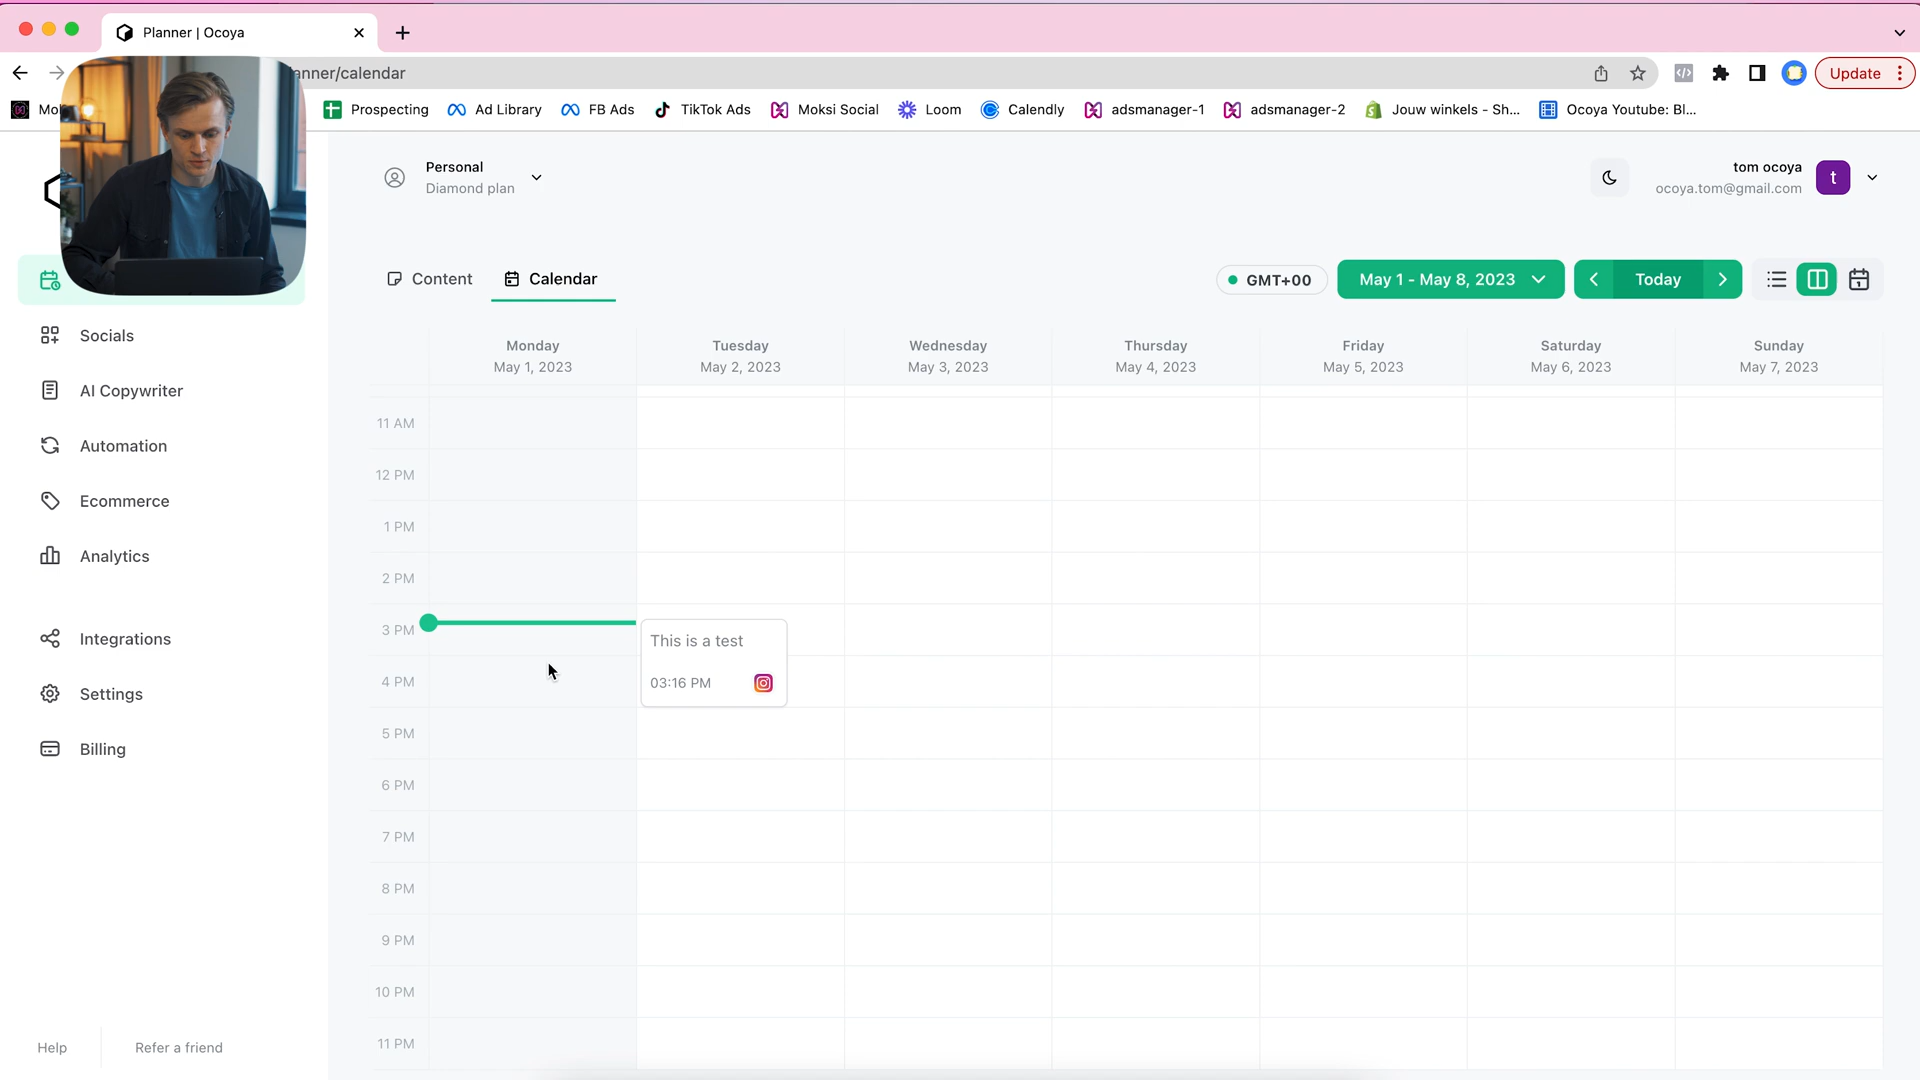 Planner | Ocoya
anner/calendar
Update
Mo
Prospecting
Ad Library
FB Ads
TikTok Ads
Moksi Social
Loom
Calendly
adsmanager-1
adsmanager-2
Jouw winkels - Sh...
Ocoya Youtube: Bl...
Personal
Diamond plan
tom ocoya
ocoya.tom@gmail.com
t
Content
Calendar
GMT+00
May 1 - May 8, 2023
Today
Socials
AI Copywriter
Automation
Ecommerce
Analytics
Integrations
Settings
Billing
Help
Refer a friend
Monday
May 1, 2023
Tuesday
May 2, 2023
Wednesday
May 3, 2023
Thursday
May 4, 2023
Friday
May 5, 2023
Saturday
May 6, 2023
Sunday
May 7, 2023
11 AM
12 PM
1 PM
2 PM
3 PM
This is a test
03:16 PM
4 PM
5 PM
6 PM
7 PM
8 PM
9 PM
10 PM
11 PM